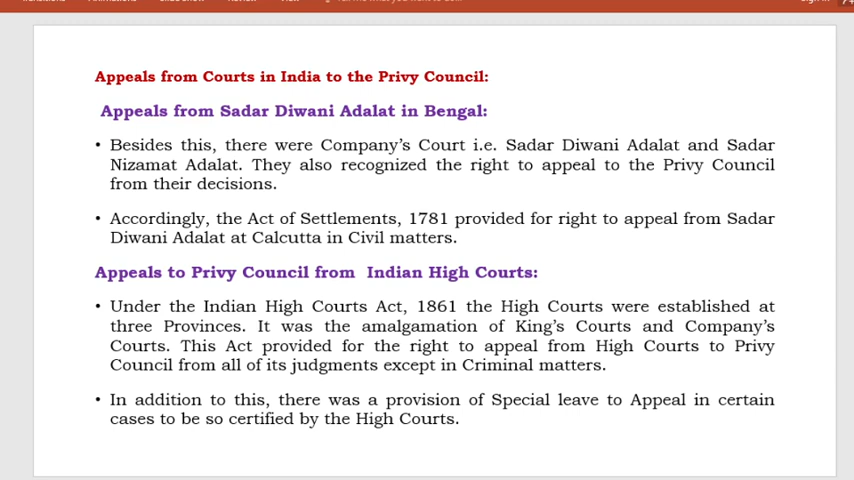 Appeals from Courts in India to the Privy Council:
Appeals from Sadar Diwani Adalat in Bengal:
• Besides this, there were Company's Court i.e. Sadar Diwani Adalat and Sadar
Nizamat Adalat. They also recognized the right to appeal to the Privy Council
from their decisions.
• Accordingly, the Act of Settlements, 1781 provided for right to appeal from Sadar
Diwani Adalat at Calcutta in Civil matters.
Appeals to Privy Council from Indian High Courts:
• Under the Indian High Courts Act, 1861 the High Courts were established at
three Provinces. It was the amalgamation of King's Courts and Company's
Courts. This Act provided for the right to appeal from High Courts to Privy
Council from all of its judgments except in Criminal matters.
• In addition to this, there was a provision of Special leave to Appeal in certain
cases to be so certified by the High Courts.